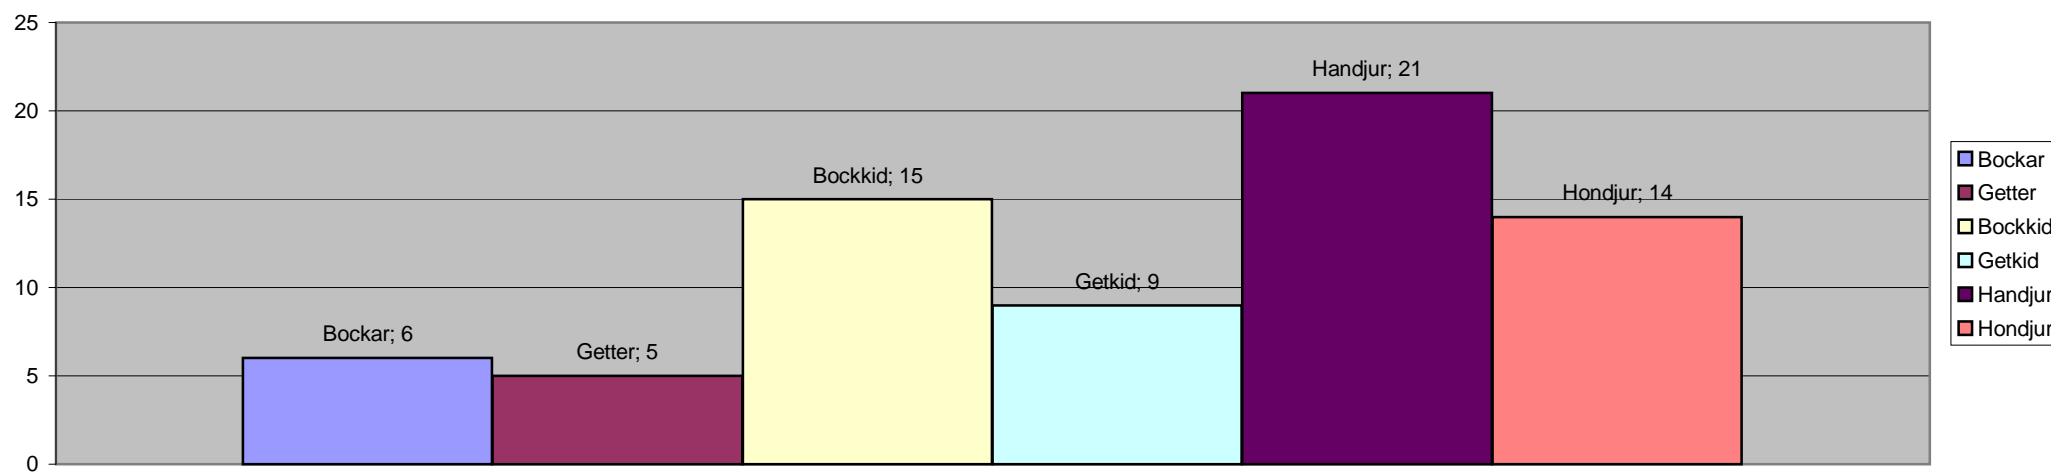 25
20
15
10
5
0
Bockar; 6
Getter; 5
Bockkid; 15
Getkid; 9
Handjur; 21
Hondjur; 14
Bockar
Getter
Bockkid
Getkid
Handjur
Hondjur